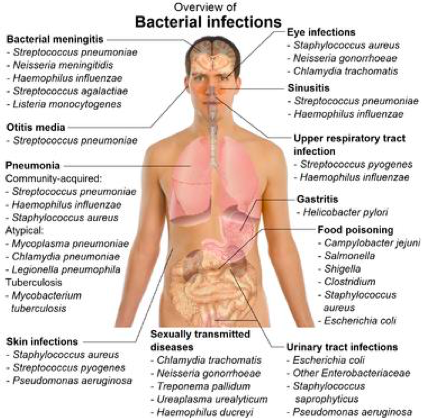 Overview of
Bacterial infections
Bacterial meningitis
- Streptococcus pneumoniae
- Neisseria meningitidis
- Haemophilus influenzae
- Streptococcus agalactiae
- Listeria monocytogenes
Otitis media
- Streptococcus pneumoniae
Pneumonia
Community-acquired:
- Streptococcus pneumoniae
- Haemophilus influenzae
- Staphylococcus aureus
Atypical:
- Mycoplasma pneumoniae
- Chlamydia pneumoniae
- Legionella pneumophila
Tuberculosis
- Mycobacterium
tuberculosis
Skin infections
- Staphylococcus aureus
- Streptococcus pyogenes
- Pseudomonas aeruginosa
Eye infections
- Staphylococcus aureus
- Neisseria gonorrhoeae
- Chlamydia trachomatis
Sinusitis
- Streptococcus pneumoniae
- Haemophilus influenzae
Upper respiratory tract
infection
- Streptococcus pyogenes
- Haemophilus influenzae
Gastritis
- Helicobacter pylori
Food poisoning
- Campylobacter jejuni
- Salmonella
- Shigella
- Clostridium
- Staphylococcus
aureus
- Escherichia coli
Sexually transmitted
diseases
- Chlamydia trachomatis
- Neisseria gonorrhoeae
- Treponema pallidum
- Ureaplasma urealyticum
- Haemophilus ducreyi
Urinary tract infections
- Escherichia coli
- Other Enterobacteriaceae
- Staphylococcus
saprophyticus
- Pseudomonas aeruginosa